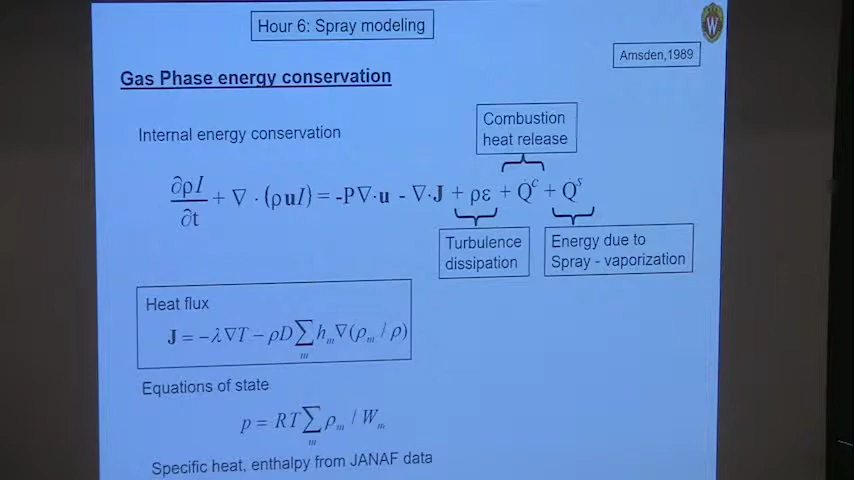 Hour 6: Spray modeling
W
Amsden,1989
Gas Phase energy conservation
Combustion
heat release
Internal energy conservation
∂ρI/∂t + ∇ · (ρuI) = -P∇·u - ∇·J + ρε + Q̇ᶜ + Q̇ˢ
Turbulence
dissipation
Energy due to
Spray - vaporization
Heat flux
J = −λ∇T − ρD∑ₘ hₘ∇(ρₘ / ρ)
Equations of state
p = RT∑ₘ ρₘ / Wₘ
Specific heat, enthalpy from JANAF data